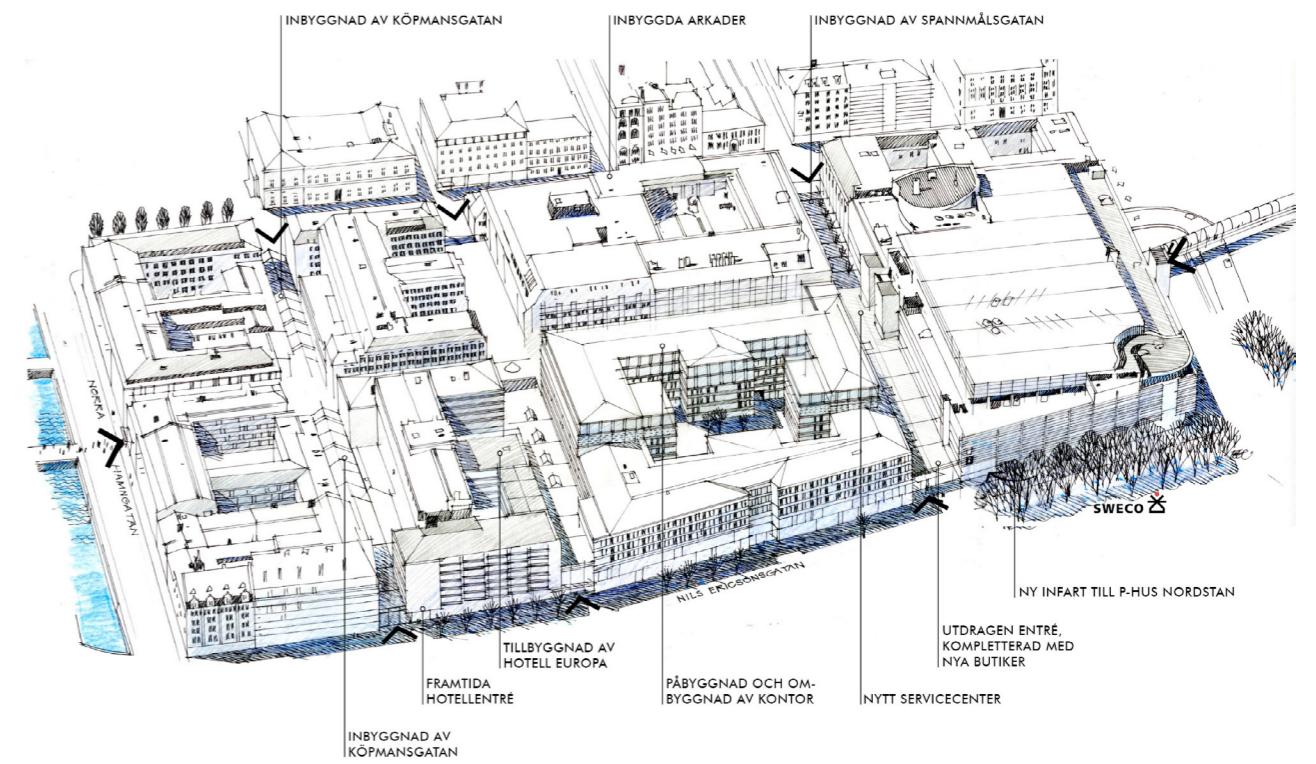 INBYGGNAD AV KÖPMANSGATAN
INBYGGDA ARKADER
INBYGGNAD AV SPANNMÅLSGATAN
NORRA
HAMNGATAN
SWECO
NILS ERICSONSGATAN
NY INFART TILL P-HUS NORDSTAN
UTDRAGEN ENTRÉ,
KOMPLETTERAD MED
NYA BUTIKER
TILLBYGGNAD AV
HOTELL EUROPA
FRAMTIDA
HOTELLENTRÉ
PÅBYGGNAD OCH OM-
BYGGNAD AV KONTOR
NYTT SERVICECENTER
INBYGGNAD AV
KÖPMANSGATAN